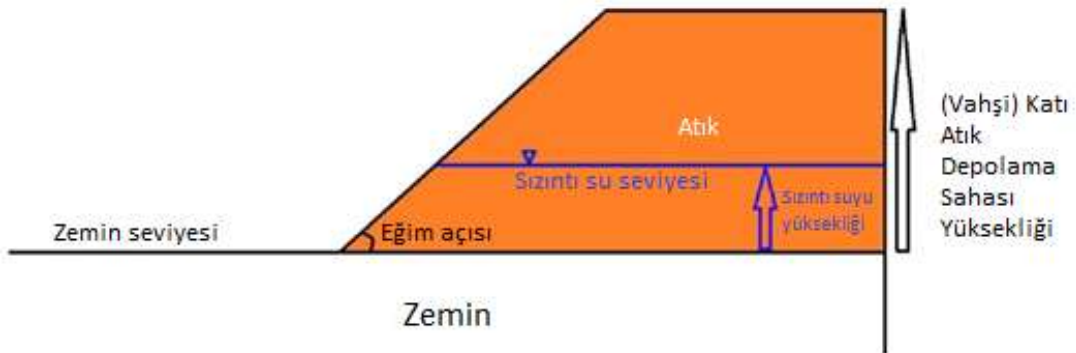 (Vahşi) Katı
Atık
Depolama
Sahası
Yüksekliği
Atık
Sızıntı su seviyesi
Sızıntı suyu
yüksekliği
Zemin seviyesi
Eğim açısı
Zemin